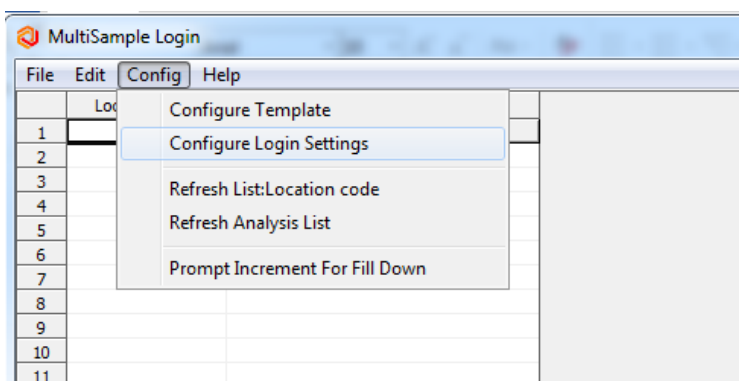 MultiSample Login
File Edit Config Help
Loc
Configure Template
1
Configure Login Settings
2
3
Refresh List:Location code
4
Refresh Analysis List
5
6
Prompt Increment For Fill Down
7
8
9
10
11